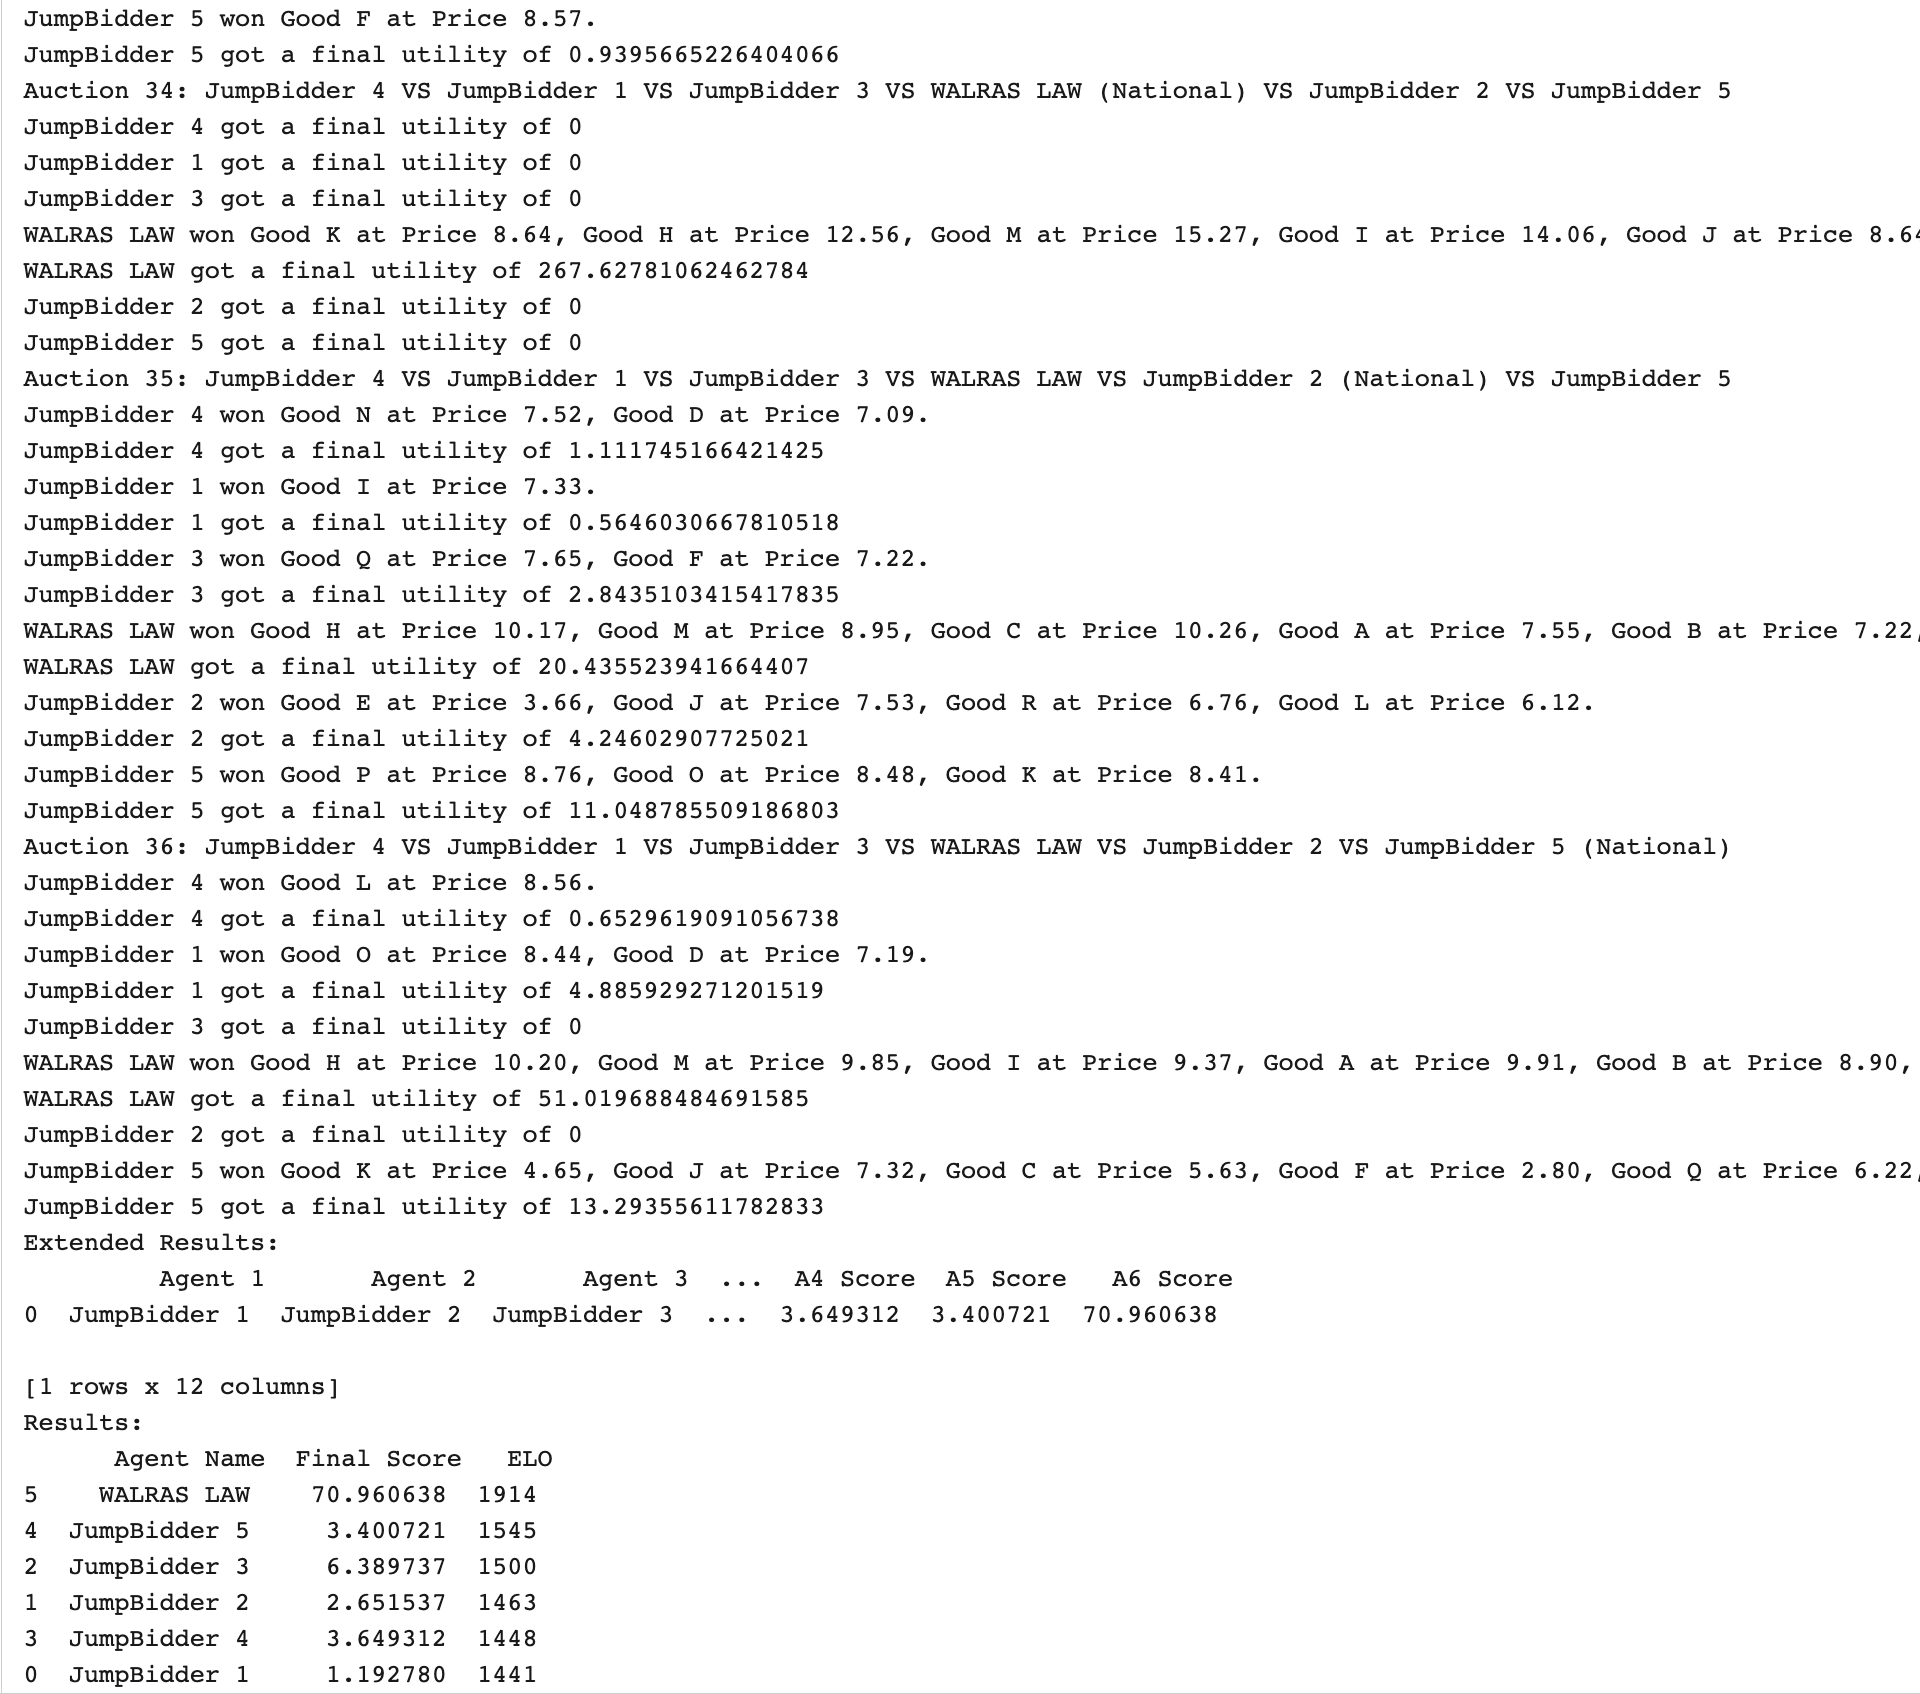 JumpBidder 5 won Good F at Price 8.57.
JumpBidder 5 got a final utility of 0.9395665226404066
Auction 34: JumpBidder 4 VS JumpBidder 1 VS JumpBidder 3 VS WALRAS LAW (National) VS JumpBidder 2 VS JumpBidder 5
JumpBidder 4 got a final utility of 0
JumpBidder 1 got a final utility of 0
JumpBidder 3 got a final utility of 0
WALRAS LAW won Good K at Price 8.64, Good H at Price 12.56, Good M at Price 15.27, Good I at Price 14.06, Good J at Price 8.64
WALRAS LAW got a final utility of 267.62781062462784
JumpBidder 2 got a final utility of 0
JumpBidder 5 got a final utility of 0
Auction 35: JumpBidder 4 VS JumpBidder 1 VS JumpBidder 3 VS WALRAS LAW VS JumpBidder 2 (National) VS JumpBidder 5
JumpBidder 4 won Good N at Price 7.52, Good D at Price 7.09.
JumpBidder 4 got a final utility of 1.111745166421425
JumpBidder 1 won Good I at Price 7.33.
JumpBidder 1 got a final utility of 0.5646030667810518
JumpBidder 3 won Good Q at Price 7.65, Good F at Price 7.22.
JumpBidder 3 got a final utility of 2.8435103415417835
WALRAS LAW won Good H at Price 10.17, Good M at Price 8.95, Good C at Price 10.26, Good A at Price 7.55, Good B at Price 7.22,
WALRAS LAW got a final utility of 20.435523941664407
JumpBidder 2 won Good E at Price 3.66, Good J at Price 7.53, Good R at Price 6.76, Good L at Price 6.12.
JumpBidder 2 got a final utility of 4.24602907725021
JumpBidder 5 won Good P at Price 8.76, Good O at Price 8.48, Good K at Price 8.41.
JumpBidder 5 got a final utility of 11.048785509186803
Auction 36: JumpBidder 4 VS JumpBidder 1 VS JumpBidder 3 VS WALRAS LAW VS JumpBidder 2 VS JumpBidder 5 (National)
JumpBidder 4 won Good L at Price 8.56.
JumpBidder 4 got a final utility of 0.6529619091056738
JumpBidder 1 won Good O at Price 8.44, Good D at Price 7.19.
JumpBidder 1 got a final utility of 4.885929271201519
JumpBidder 3 got a final utility of 0
WALRAS LAW won Good H at Price 10.20, Good M at Price 9.85, Good I at Price 9.37, Good A at Price 9.91, Good B at Price 8.90,
WALRAS LAW got a final utility of 51.019688484691585
JumpBidder 2 got a final utility of 0
JumpBidder 5 won Good K at Price 4.65, Good J at Price 7.32, Good C at Price 5.63, Good F at Price 2.80, Good Q at Price 6.22,
JumpBidder 5 got a final utility of 13.29355611782833
Extended Results:
Agent 1 Agent 2 Agent 3 ... A4 Score A5 Score A6 Score
0 JumpBidder 1 JumpBidder 2 JumpBidder 3 ... 3.649312 3.400721 70.960638
[1 rows x 12 columns]
Results:
Agent Name Final Score ELO
5 WALRAS LAW 70.960638 1914
4 JumpBidder 5 3.400721 1545
2 JumpBidder 3 6.389737 1500
1 JumpBidder 2 2.651537 1463
3 JumpBidder 4 3.649312 1448
0 JumpBidder 1 1.192780 1441